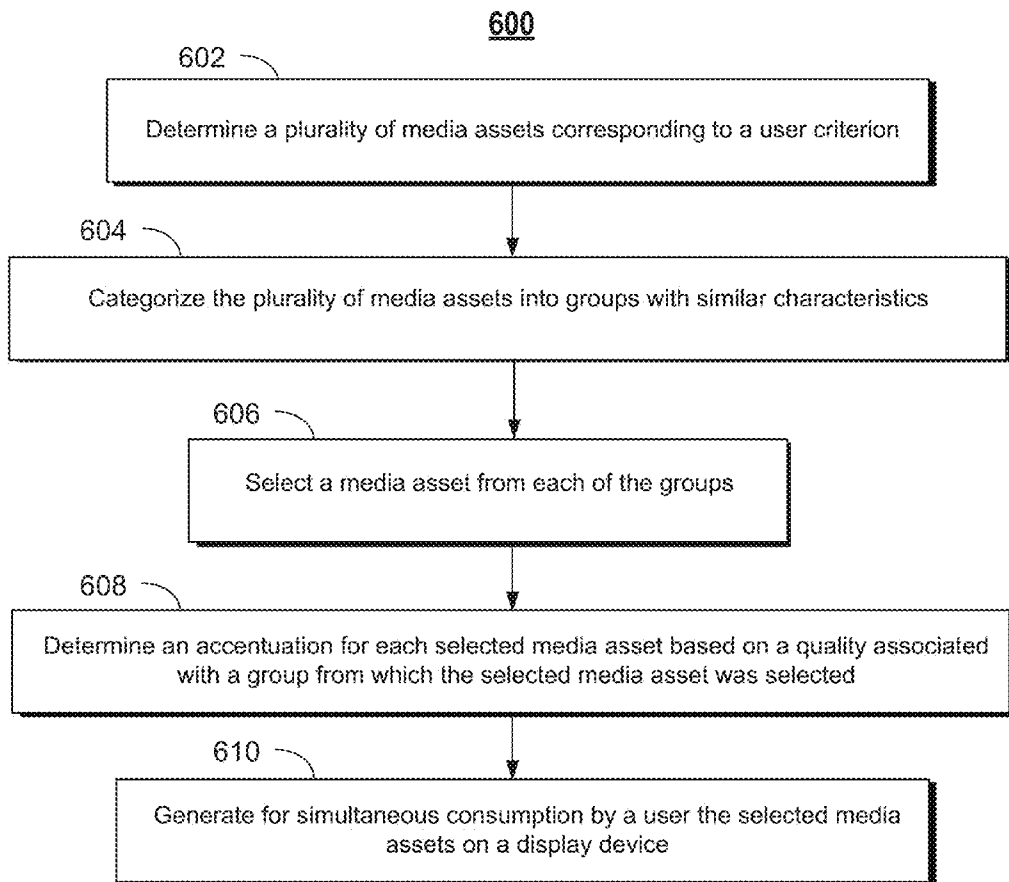 600
602
Determine a plurality of media assets corresponding to a user criterion
604
Categorize the plurality of media assets into groups with similar characteristics
606
Select a media asset from each of the groups
608
Determine an accentuation for each selected media asset based on a quality associated
with a group from which the selected media asset was selected
610
Generate for simultaneous consumption by a user the selected media
assets on a display device